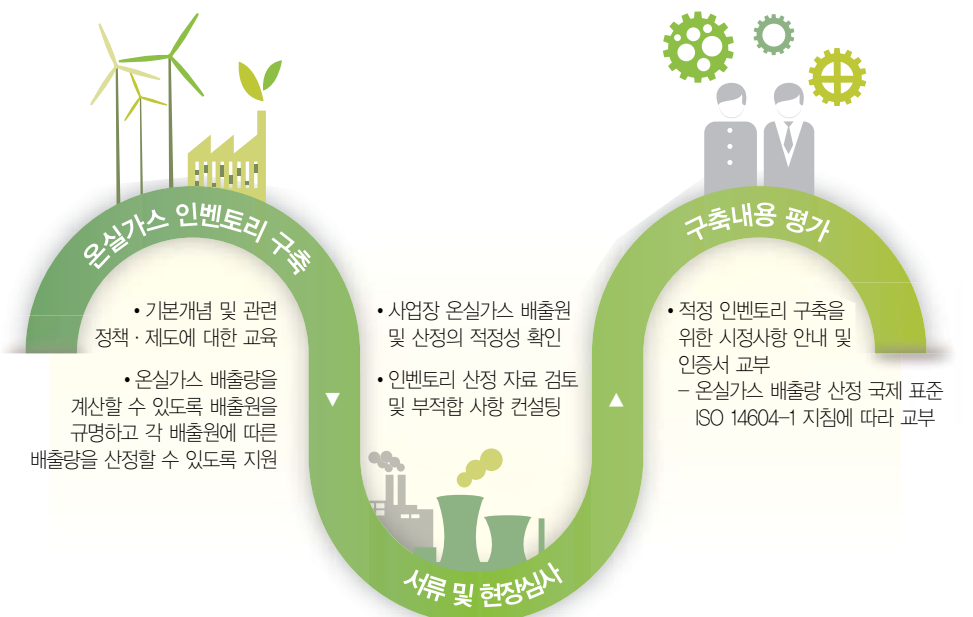 온실가스 인벤토리 구축
• 기본개념 및 관련
정책 · 제도에 대한 교육
• 온실가스 배출량을
계산할 수 있도록 배출원을
규명하고 각 배출원에 따른
배출량을 산정할 수 있도록 지원
서류 및 현장심사
• 사업장 온실가스 배출원
및 산정의 적정성 확인
• 인벤토리 산정 자료 검토
및 부적합 사항 컨설팅
구축내용 평가
• 적정 인벤토리 구축을
위한 시정사항 안내 및
인증서 교부
– 온실가스 배출량 산정 국제 표준
ISO 14604–1 지침에 따라 교부